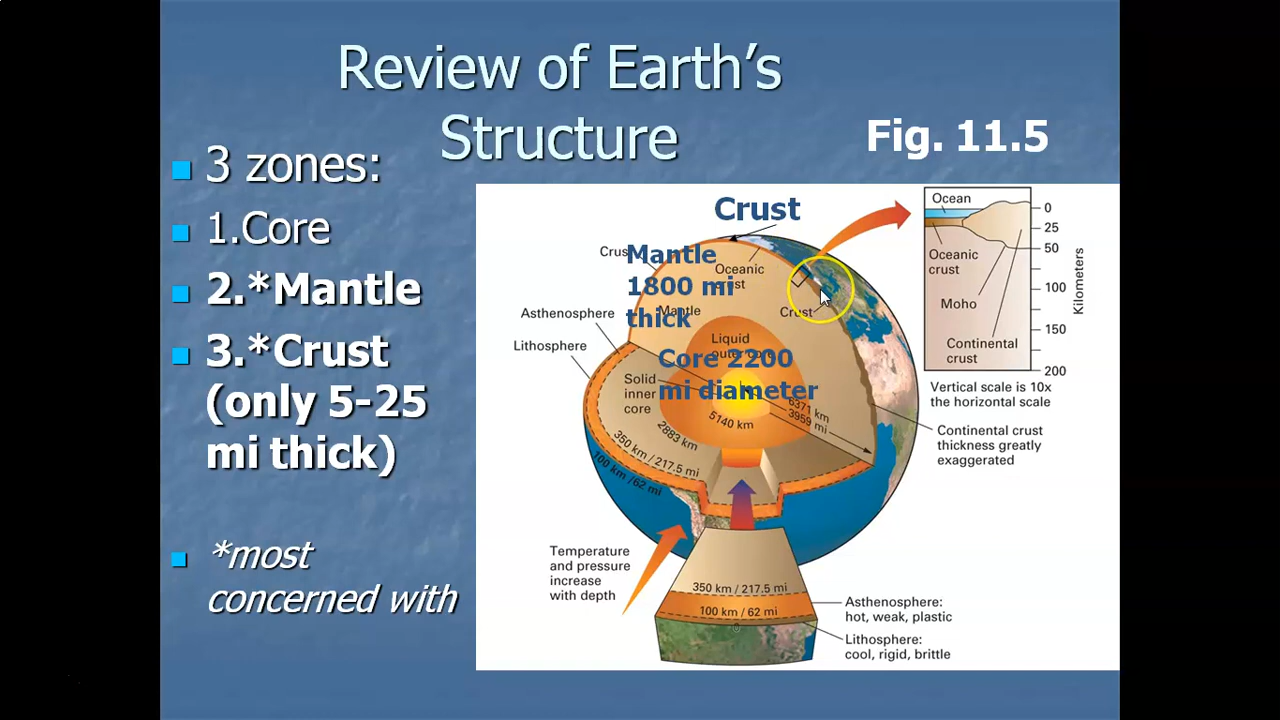 Review of Earth's
Structure
Fig. 11.5
3 zones:
1.Core
2.*Mantle
3.*Crust
(only 5-25
mi thick)
*most
concerned with
Crust
Mantle
1800 mi
thick
Core 2200
mi diameter
Oceanic
Mantle
Crust
Asthenosphere
Lithosphere
Liquid
Solid
inner
core
6371 km
3959 mi
5140 km
2883 km
350 km / 217.5 mi
100 km / 62 mi
Temperature
and pressure
increase
with depth
350 km / 217.5 mi
100 km / 62 mi
0
Asthenosphere:
hot, weak, plastic
Lithosphere:
cool, rigid, brittle
Ocean
Oceanic
crust
Moho
Continental
crust
0
25
50
100
150
200
Kilometers
Vertical scale is 10x
the horizontal scale
Continental crust
thickness greatly
exaggerated